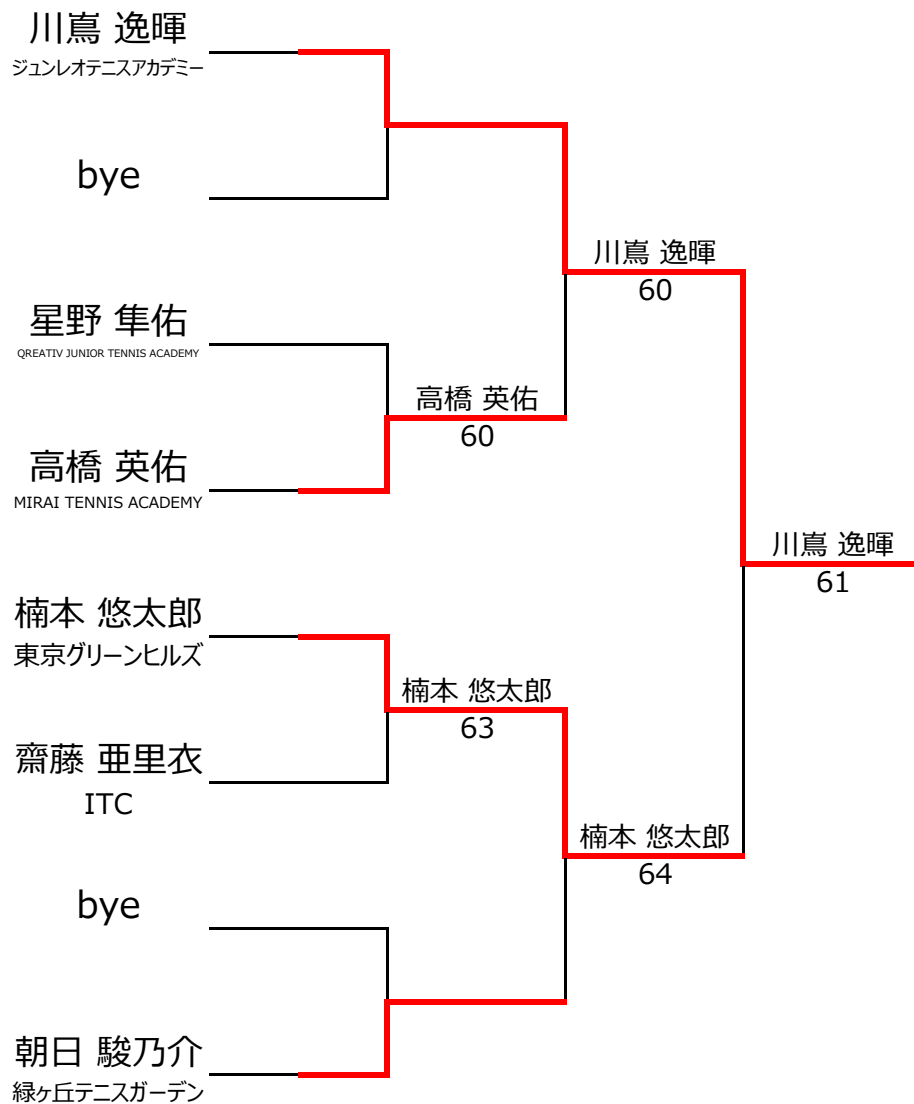 川嶌 逸暉
ジュンレオテニスアカデミー
bye
星野 隼佑
QREATIV JUNIOR TENNIS ACADEMY
高橋 英佑
MIRAI TENNIS ACADEMY
楠本 悠太郎
東京グリーンヒルズ
齋藤 亜里衣
ITC
bye
朝日 駿乃介
緑ヶ丘テニスガーデン
高橋 英佑
60
楠本 悠太郎
63
川嶌 逸暉
60
楠本 悠太郎
64
川嶌 逸暉
61